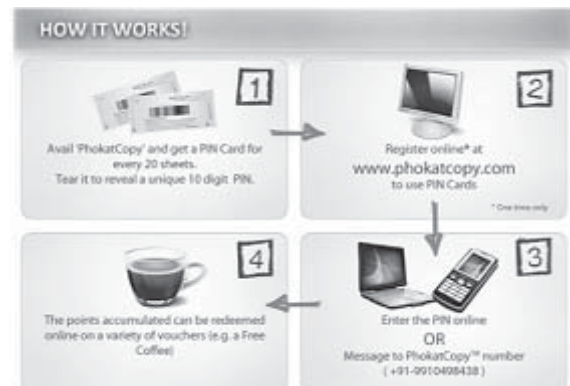 HOW IT WORKS!
1
Avail 'PhokatCopy' and get a PIN Card for
every 20 sheets.
Tear it to reveal a unique 10 digit PIN.
2
Register online* at
www.phokatcopy.com
to use PIN Cards
* One time only
3
Enter the PIN online
OR
Message to PhokatCopy™ number
( +91-9910498438 )
4
The points accumulated can be redeemed
online on a variety of vouchers (e.g. a Free
Coffee)